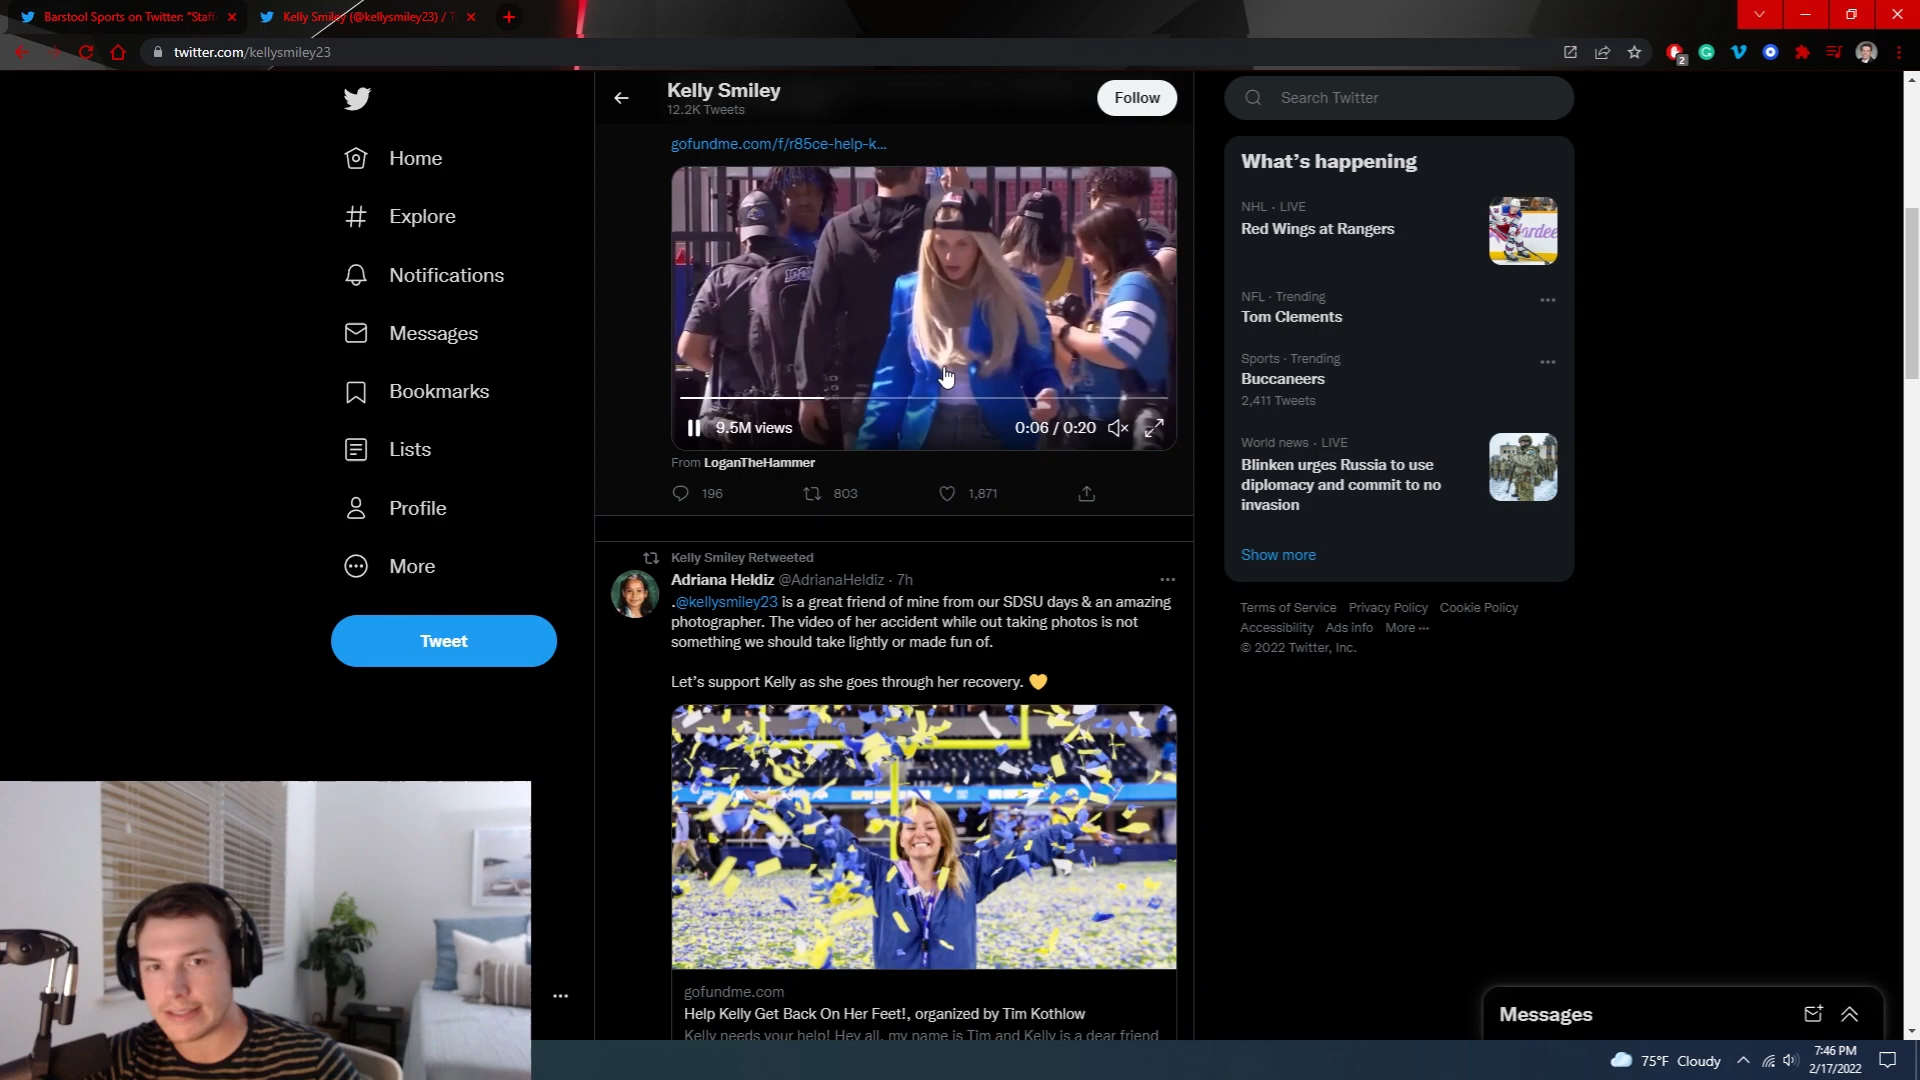 Barstool Sports on Twitter: "Staff
Kelly Smiley (@kellysmiley23) / T
twitter.com/kellysmiley23
2
Kelly Smiley
12.2K Tweets
Follow
Search Twitter
Home
Explore
Notifications
Messages
Bookmarks
Lists
Profile
More
Tweet
gofundme.com/f/r85ce-help-k...
9.5M views
0:06 / 0:20
From LoganTheHammer
196
803
1,871
Kelly Smiley Retweeted
Adriana Heldiz @AdrianaHeldiz · 7h
.@kellysmiley23 is a great friend of mine from our SDSU days & an amazing
photographer. The video of her accident while out taking photos is not
something we should take lightly or made fun of.
Let's support Kelly as she goes through her recovery. 💛
gofundme.com
Help Kelly Get Back On Her Feet!, organized by Tim Kothlow
Kelly needs your help! Hey all, my name is Tim and Kelly is a dear friend
What's happening
NHL · LIVE
Red Wings at Rangers
NFL · Trending
Tom Clements
Sports · Trending
Buccaneers
2,411 Tweets
World news · LIVE
Blinken urges Russia to use
diplomacy and commit to no
invasion
Show more
Terms of Service Privacy Policy Cookie Policy
Accessibility Ads info More ···
© 2022 Twitter, Inc.
Messages
75°F Cloudy
7:46 PM
2/17/2022